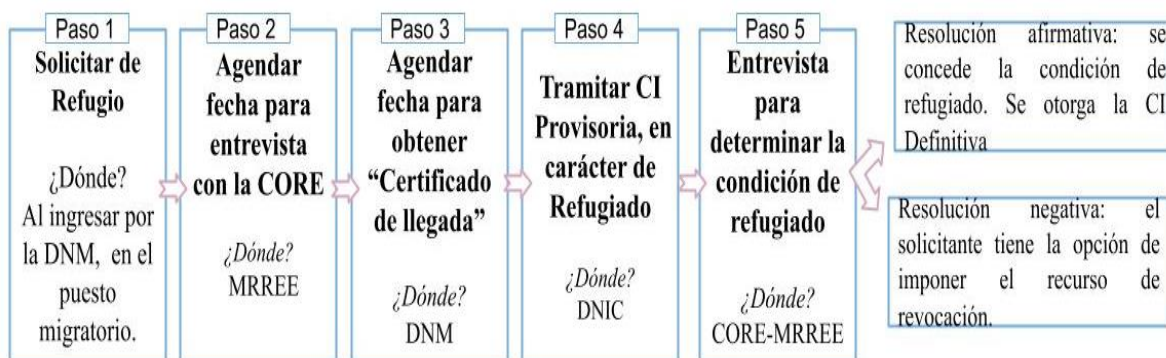 Paso 1
Solicitar de
Refugio
¿Dónde?
Al ingresar por
la DNM, en el
puesto
migratorio.
Paso 2
Agendar
fecha para
entrevista
con la CORE
¿Dónde?
MRREE
Paso 3
Agendar
fecha para
obtener
“Certificado
de llegada”
¿Dónde?
DNM
Paso 4
Tramitar CI
Provisoria, en
carácter de
Refugiado
¿Dónde?
DNIC
Paso 5
Entrevista
para
determinar la
condición de
refugiado
¿Dónde?
CORE-MRREE
Resolución afirmativa: se
concede la condición de
refugiado. Se otorga la CI
Definitiva
Resolución negativa: el
solicitante tiene la opción de
imponer el recurso de
revocación.